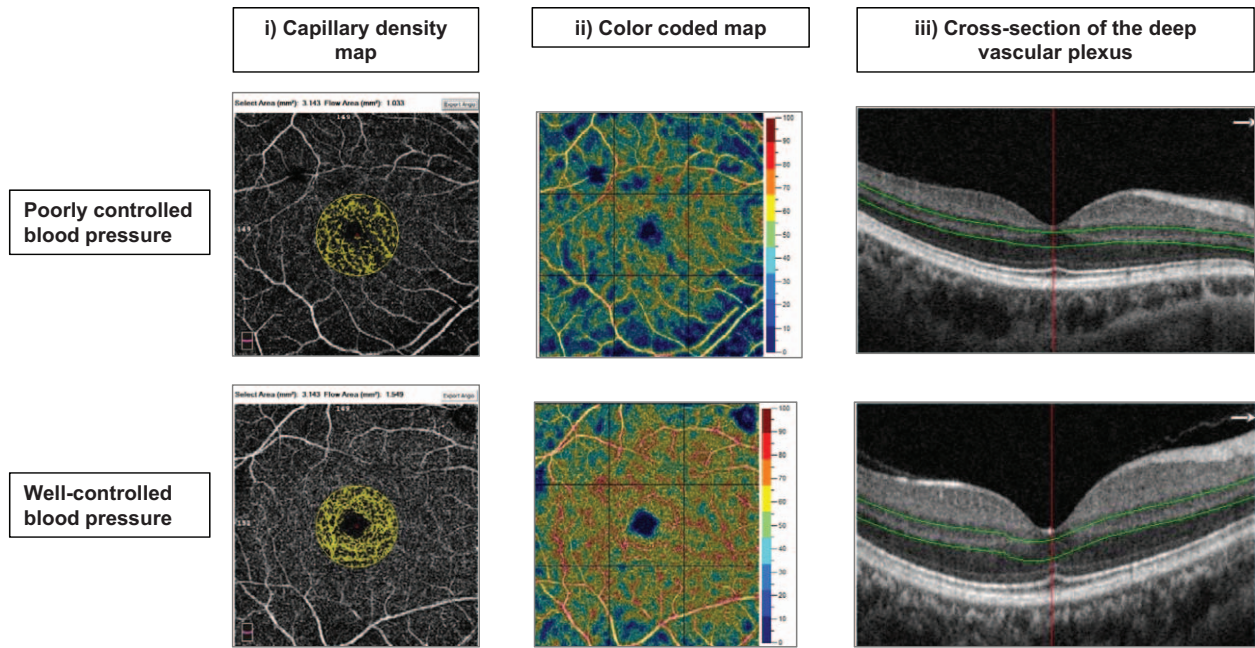 i) Capillary density
map
ii) Color coded map
iii) Cross-section of the deep
vascular plexus
Poorly controlled
blood pressure
Select Area (mm²): 3.143 Flow Area (mm²): 1.033
Export Angio
149
149
100
90
80
70
60
50
40
30
20
10
0
Well-controlled
blood pressure
Select Area (mm²): 3.143 Flow Area (mm²): 1.549
Export Angio
100
90
80
70
60
50
40
30
20
10
0